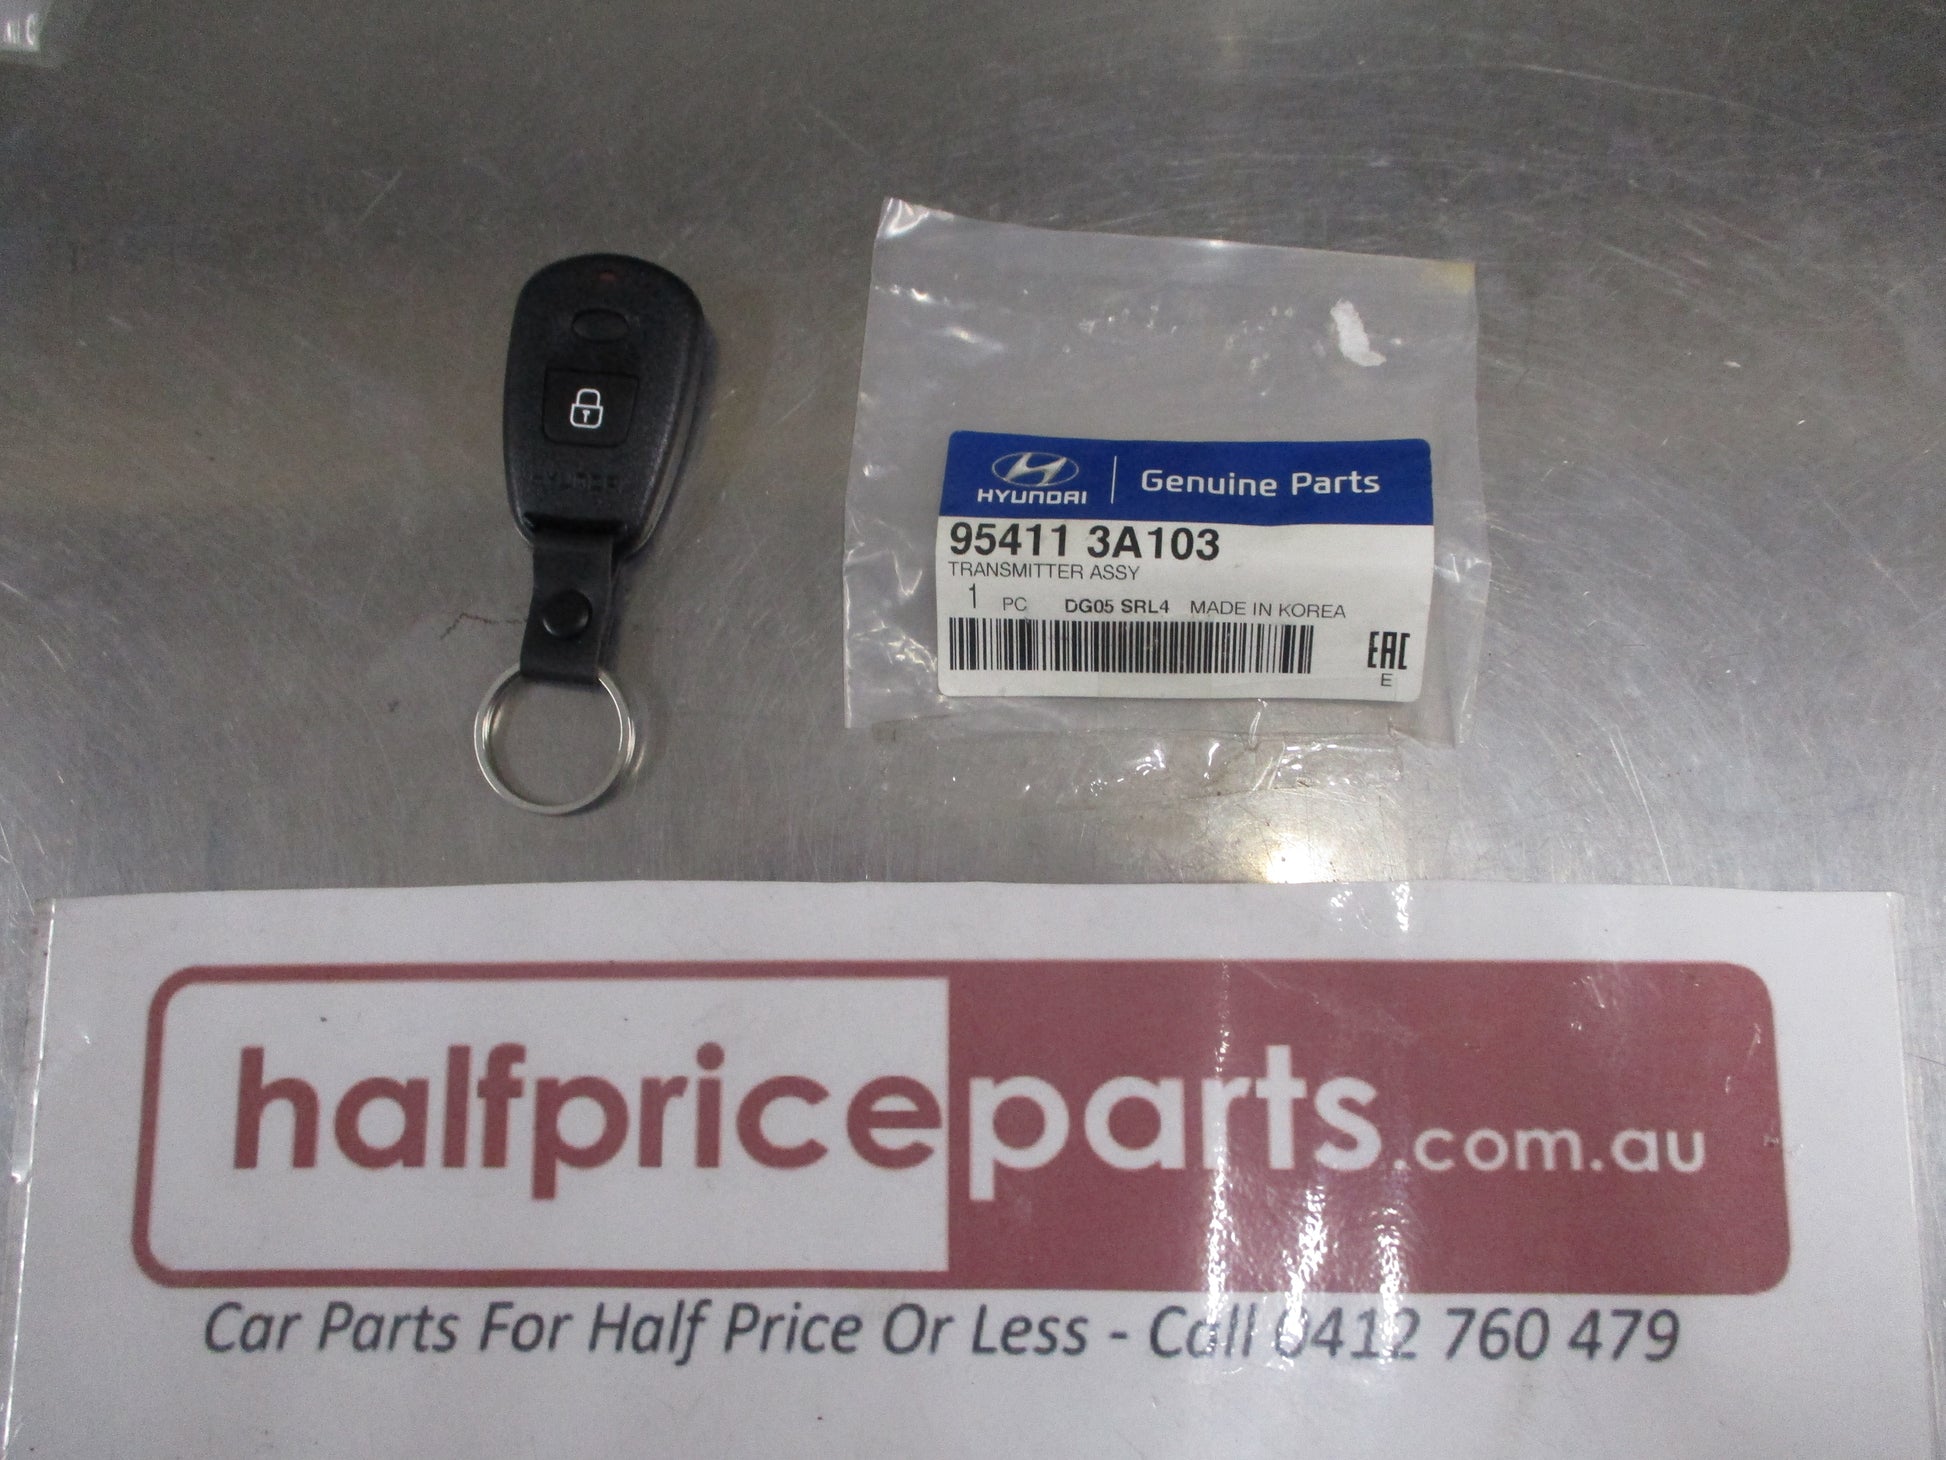 HYUNDAI Genuine Parts
95411 3A103
TRANSMITTER ASSY
1 PC DG05 SRL4 MADE IN KOREA
EAC
E
halfpriceparts.com.au
Car Parts For Half Price Or Less - Call 0412 760 479